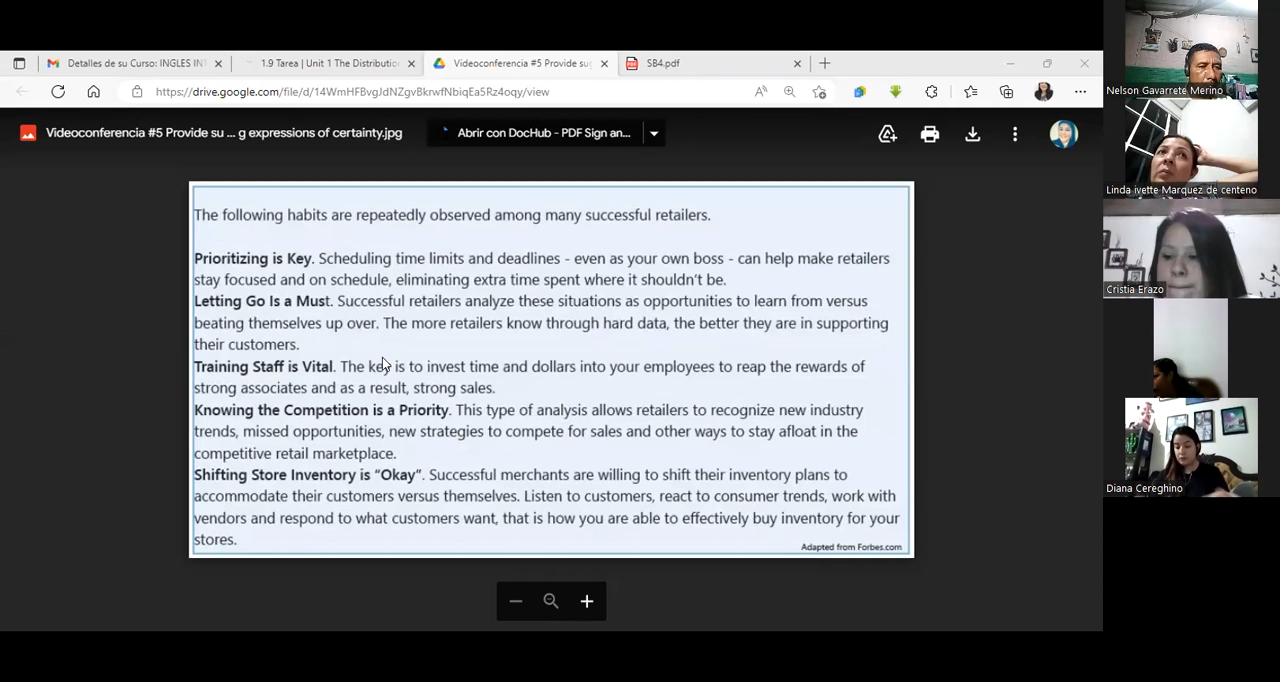 Detalles de su Curso: INGLES INT
1.9 Tarea | Unit 1 The Distributio
Videoconferencia #5 Provide sug
SB4.pdf
https://drive.google.com/file/d/14WmHFBvgJdNZgvBkrwfNbiqEa5Rz4oqy/view
Videoconferencia #5 Provide su ... g expressions of certainty.jpg
Abrir con DocHub - PDF Sign an...
The following habits are repeatedly observed among many successful retailers.
Prioritizing is Key. Scheduling time limits and deadlines - even as your own boss - can help make retailers
stay focused and on schedule, eliminating extra time spent where it shouldn't be.
Letting Go Is a Must. Successful retailers analyze these situations as opportunities to learn from versus
beating themselves up over. The more retailers know through hard data, the better they are in supporting
their customers.
Training Staff is Vital. The key is to invest time and dollars into your employees to reap the rewards of
strong associates and as a result, strong sales.
Knowing the Competition is a Priority. This type of analysis allows retailers to recognize new industry
trends, missed opportunities, new strategies to compete for sales and other ways to stay afloat in the
competitive retail marketplace.
Shifting Store Inventory is “Okay”. Successful merchants are willing to shift their inventory plans to
accommodate their customers versus themselves. Listen to customers, react to consumer trends, work with
vendors and respond to what customers want, that is how you are able to effectively buy inventory for your
stores.
Adapted from Forbes.com
Nelson Gavarrete Merino
Linda ivette Marquez de centeno
Cristia Erazo
Diana Cereghino